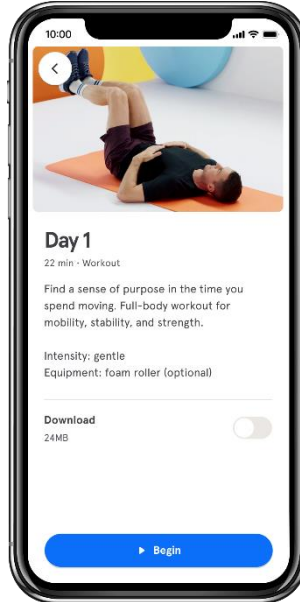 10:00
Day 1
22 min · Workout
Find a sense of purpose in the time you
spend moving. Full-body workout for
mobility, stability, and strength.
Intensity: gentle
Equipment: foam roller (optional)
Download
24MB
Begin